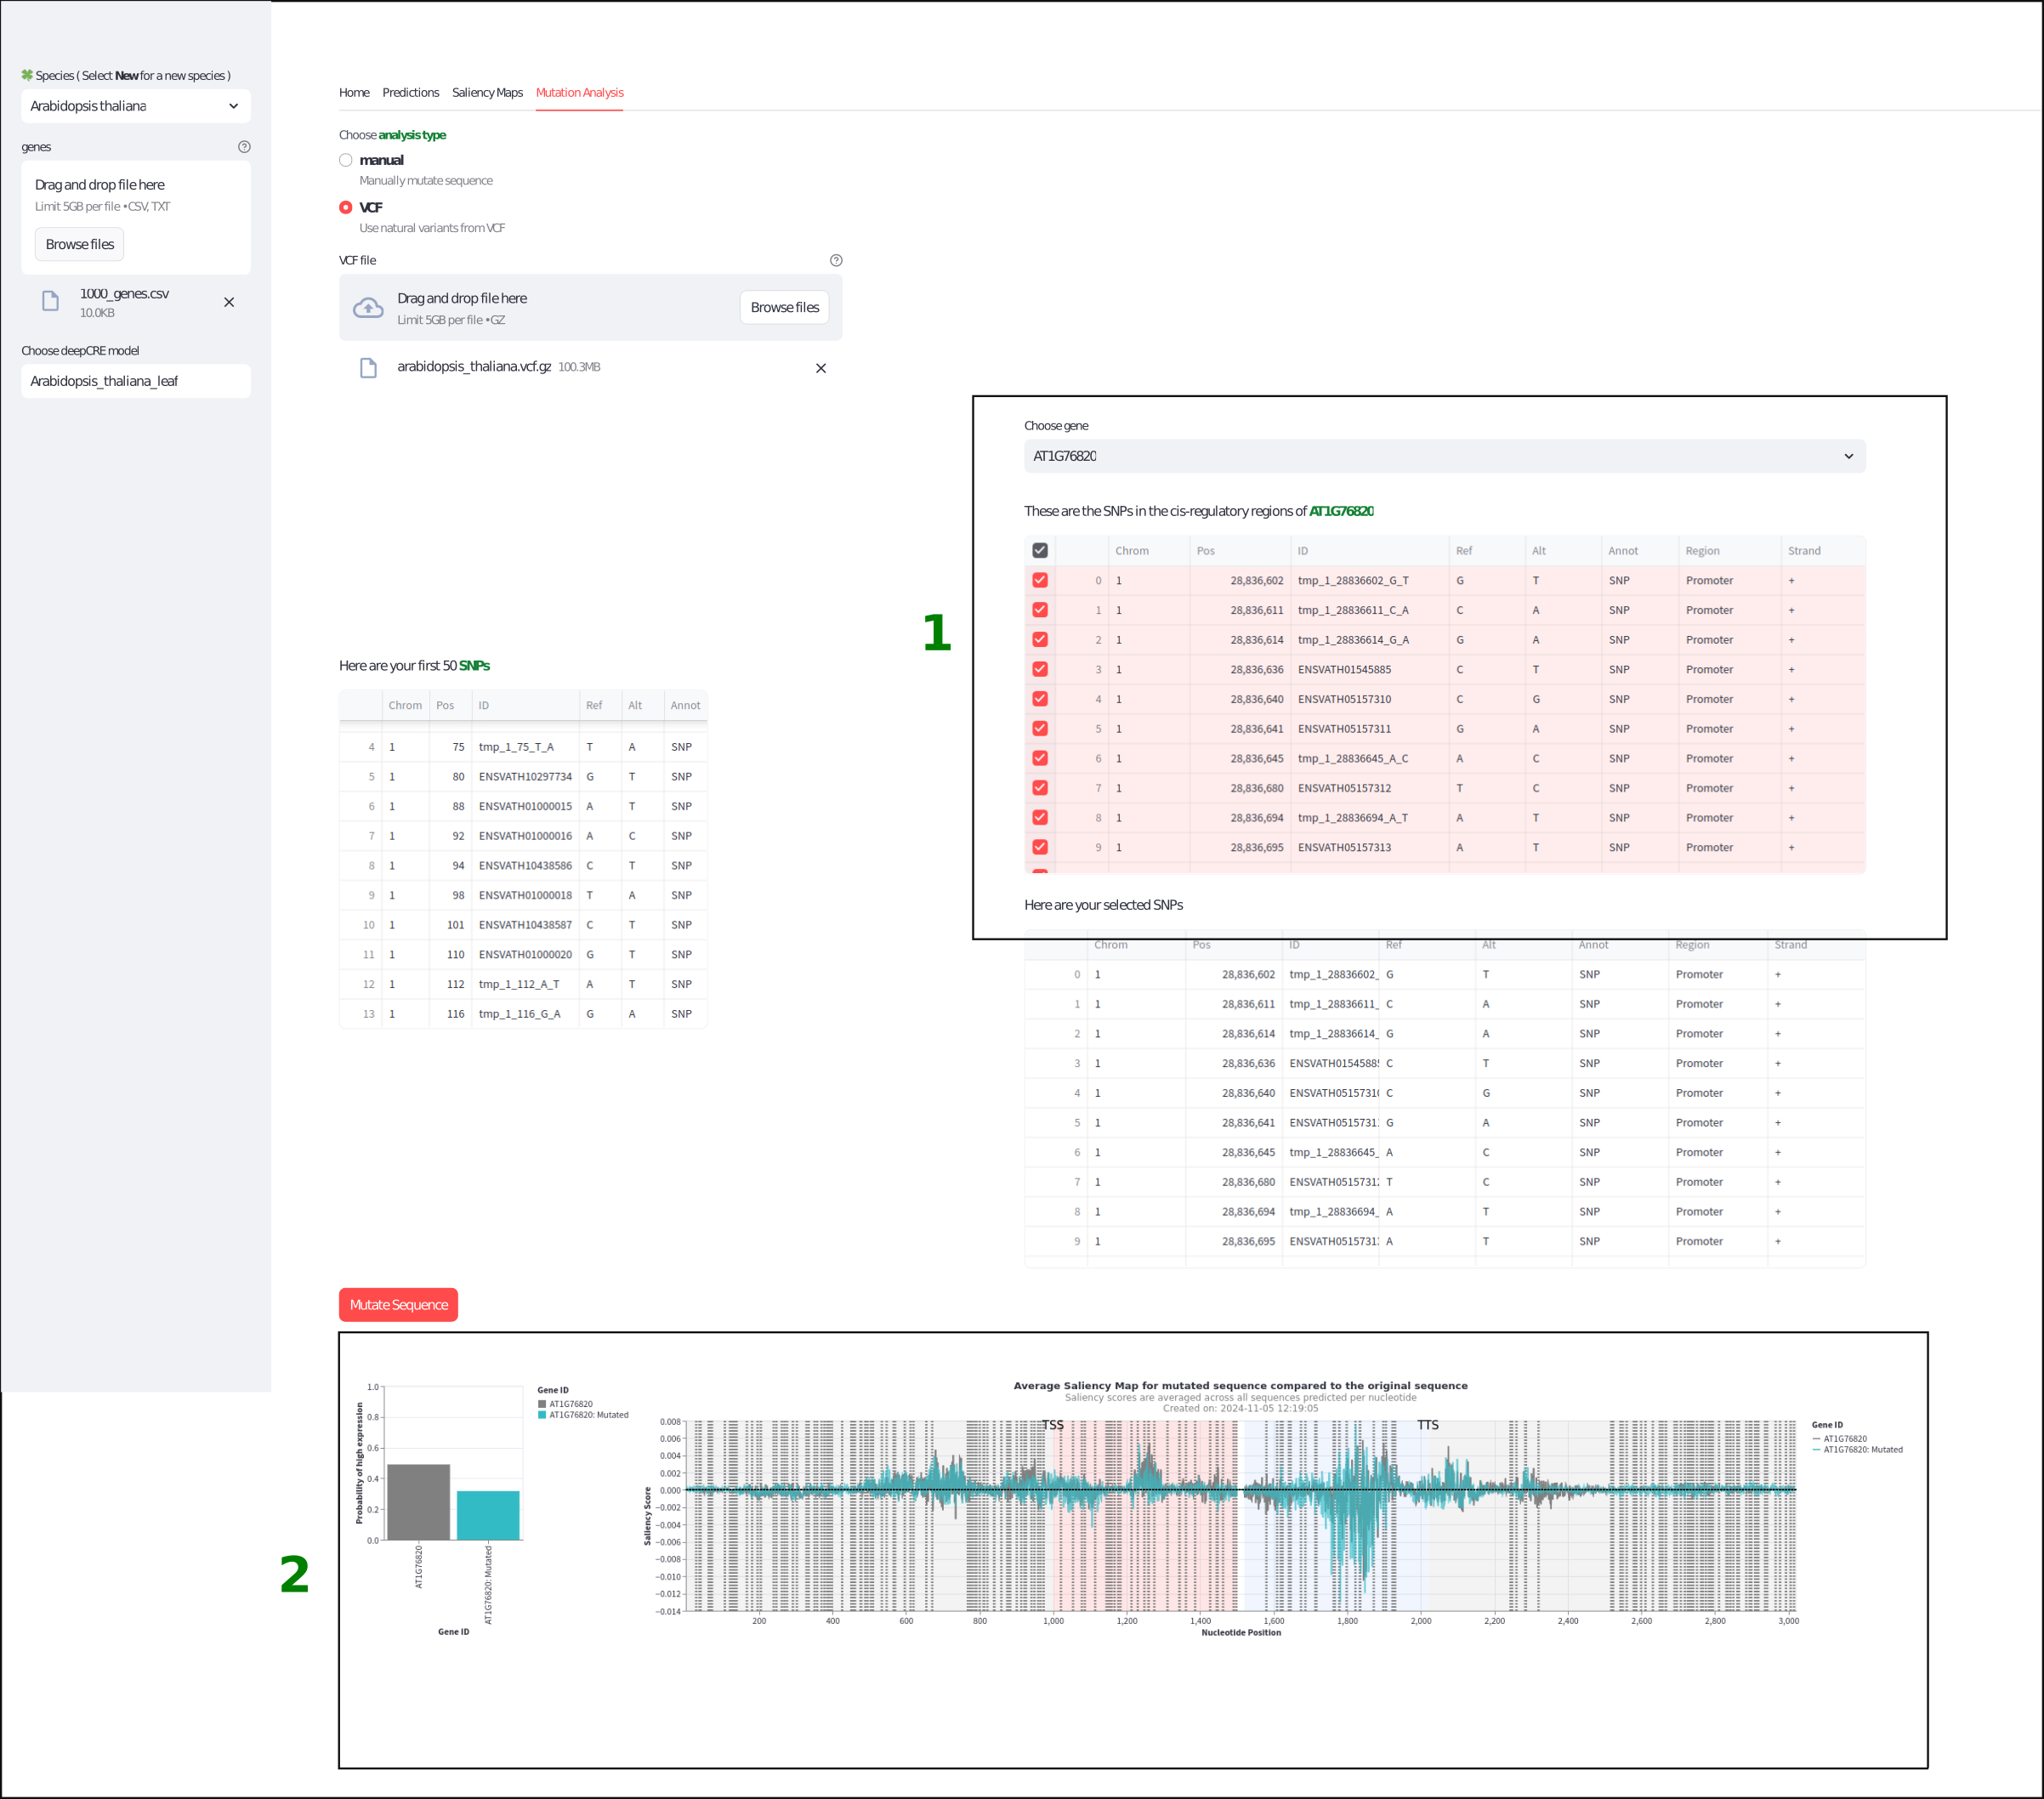 🍀 Species ( Select New for a new species )
Arabidopsis thaliana
genes
Drag and drop file here
Limit 5GB per file • CSV, TXT
Browse files
1000_genes.csv
10.0KB
Choose deepCRE model
Arabidopsis_thaliana_leaf
Home Predictions Saliency Maps Mutation Analysis
Choose analysis type
manual
Manually mutate sequence
VCF
Use natural variants from VCF
VCF file
Drag and drop file here
Limit 5GB per file • GZ
Browse files
arabidopsis_thaliana.vcf.gz 100.3MB
Here are your first 50 SNPs
Chrom Pos ID Ref Alt Annot
4 1 75 tmp_1_75_T_A T A SNP
5 1 80 ENSVATH10297734 G T SNP
6 1 88 ENSVATH01000015 A T SNP
7 1 92 ENSVATH01000016 A C SNP
8 1 94 ENSVATH10438586 C T SNP
9 1 98 ENSVATH01000018 T A SNP
10 1 101 ENSVATH10438587 C T SNP
11 1 110 ENSVATH01000020 G T SNP
12 1 112 tmp_1_112_A_T A T SNP
13 1 116 tmp_1_116_G_A G A SNP
1
Choose gene
AT1G76820
These are the SNPs in the cis-regulatory regions of AT1G76820
Chrom Pos ID Ref Alt Annot Region Strand
0 1 28,836,602 tmp_1_28836602_G_T G T SNP Promoter +
1 1 28,836,611 tmp_1_28836611_C_A C A SNP Promoter +
2 1 28,836,614 tmp_1_28836614_G_A G A SNP Promoter +
3 1 28,836,636 ENSVATH01545885 C T SNP Promoter +
4 1 28,836,640 ENSVATH05157310 C G SNP Promoter +
5 1 28,836,641 ENSVATH05157311 G A SNP Promoter +
6 1 28,836,645 tmp_1_28836645_A_C A C SNP Promoter +
7 1 28,836,680 ENSVATH05157312 T C SNP Promoter +
8 1 28,836,694 tmp_1_28836694_A_T A T SNP Promoter +
9 1 28,836,695 ENSVATH05157313 A T SNP Promoter +
Here are your selected SNPs
Chrom Pos ID Ref Alt Annot Region Strand
0 1 28,836,602 tmp_1_28836602_ G T SNP Promoter +
1 1 28,836,611 tmp_1_28836611_ C A SNP Promoter +
2 1 28,836,614 tmp_1_28836614_ G A SNP Promoter +
3 1 28,836,636 ENSVATH0154588 C T SNP Promoter +
4 1 28,836,640 ENSVATH0515731 C G SNP Promoter +
5 1 28,836,641 ENSVATH0515731 G A SNP Promoter +
6 1 28,836,645 tmp_1_28836645_ A C SNP Promoter +
7 1 28,836,680 ENSVATH0515731 T C SNP Promoter +
8 1 28,836,694 tmp_1_28836694_ A T SNP Promoter +
9 1 28,836,695 ENSVATH0515731 A T SNP Promoter +
Mutate Sequence
2
Probability of high expression
1.0
0.8
0.6
0.4
0.2
0.0
AT1G76820
AT1G76820: Mutated
Gene ID
Gene ID
AT1G76820
AT1G76820: Mutated
Average Saliency Map for mutated sequence compared to the original sequence
Saliency scores are averaged across all sequences predicted per nucleotide
Created on: 2024-11-05 12:19:05
TSS TTS
Saliency Score
0.008
0.006
0.004
0.002
0.000
−0.002
−0.004
−0.006
−0.008
−0.010
−0.012
−0.014
200 400 600 800 1,000 1,200 1,400 1,600 1,800 2,000 2,200 2,400 2,600 2,800 3,000
Nucleotide Position
Gene ID
AT1G76820
AT1G76820: Mutated